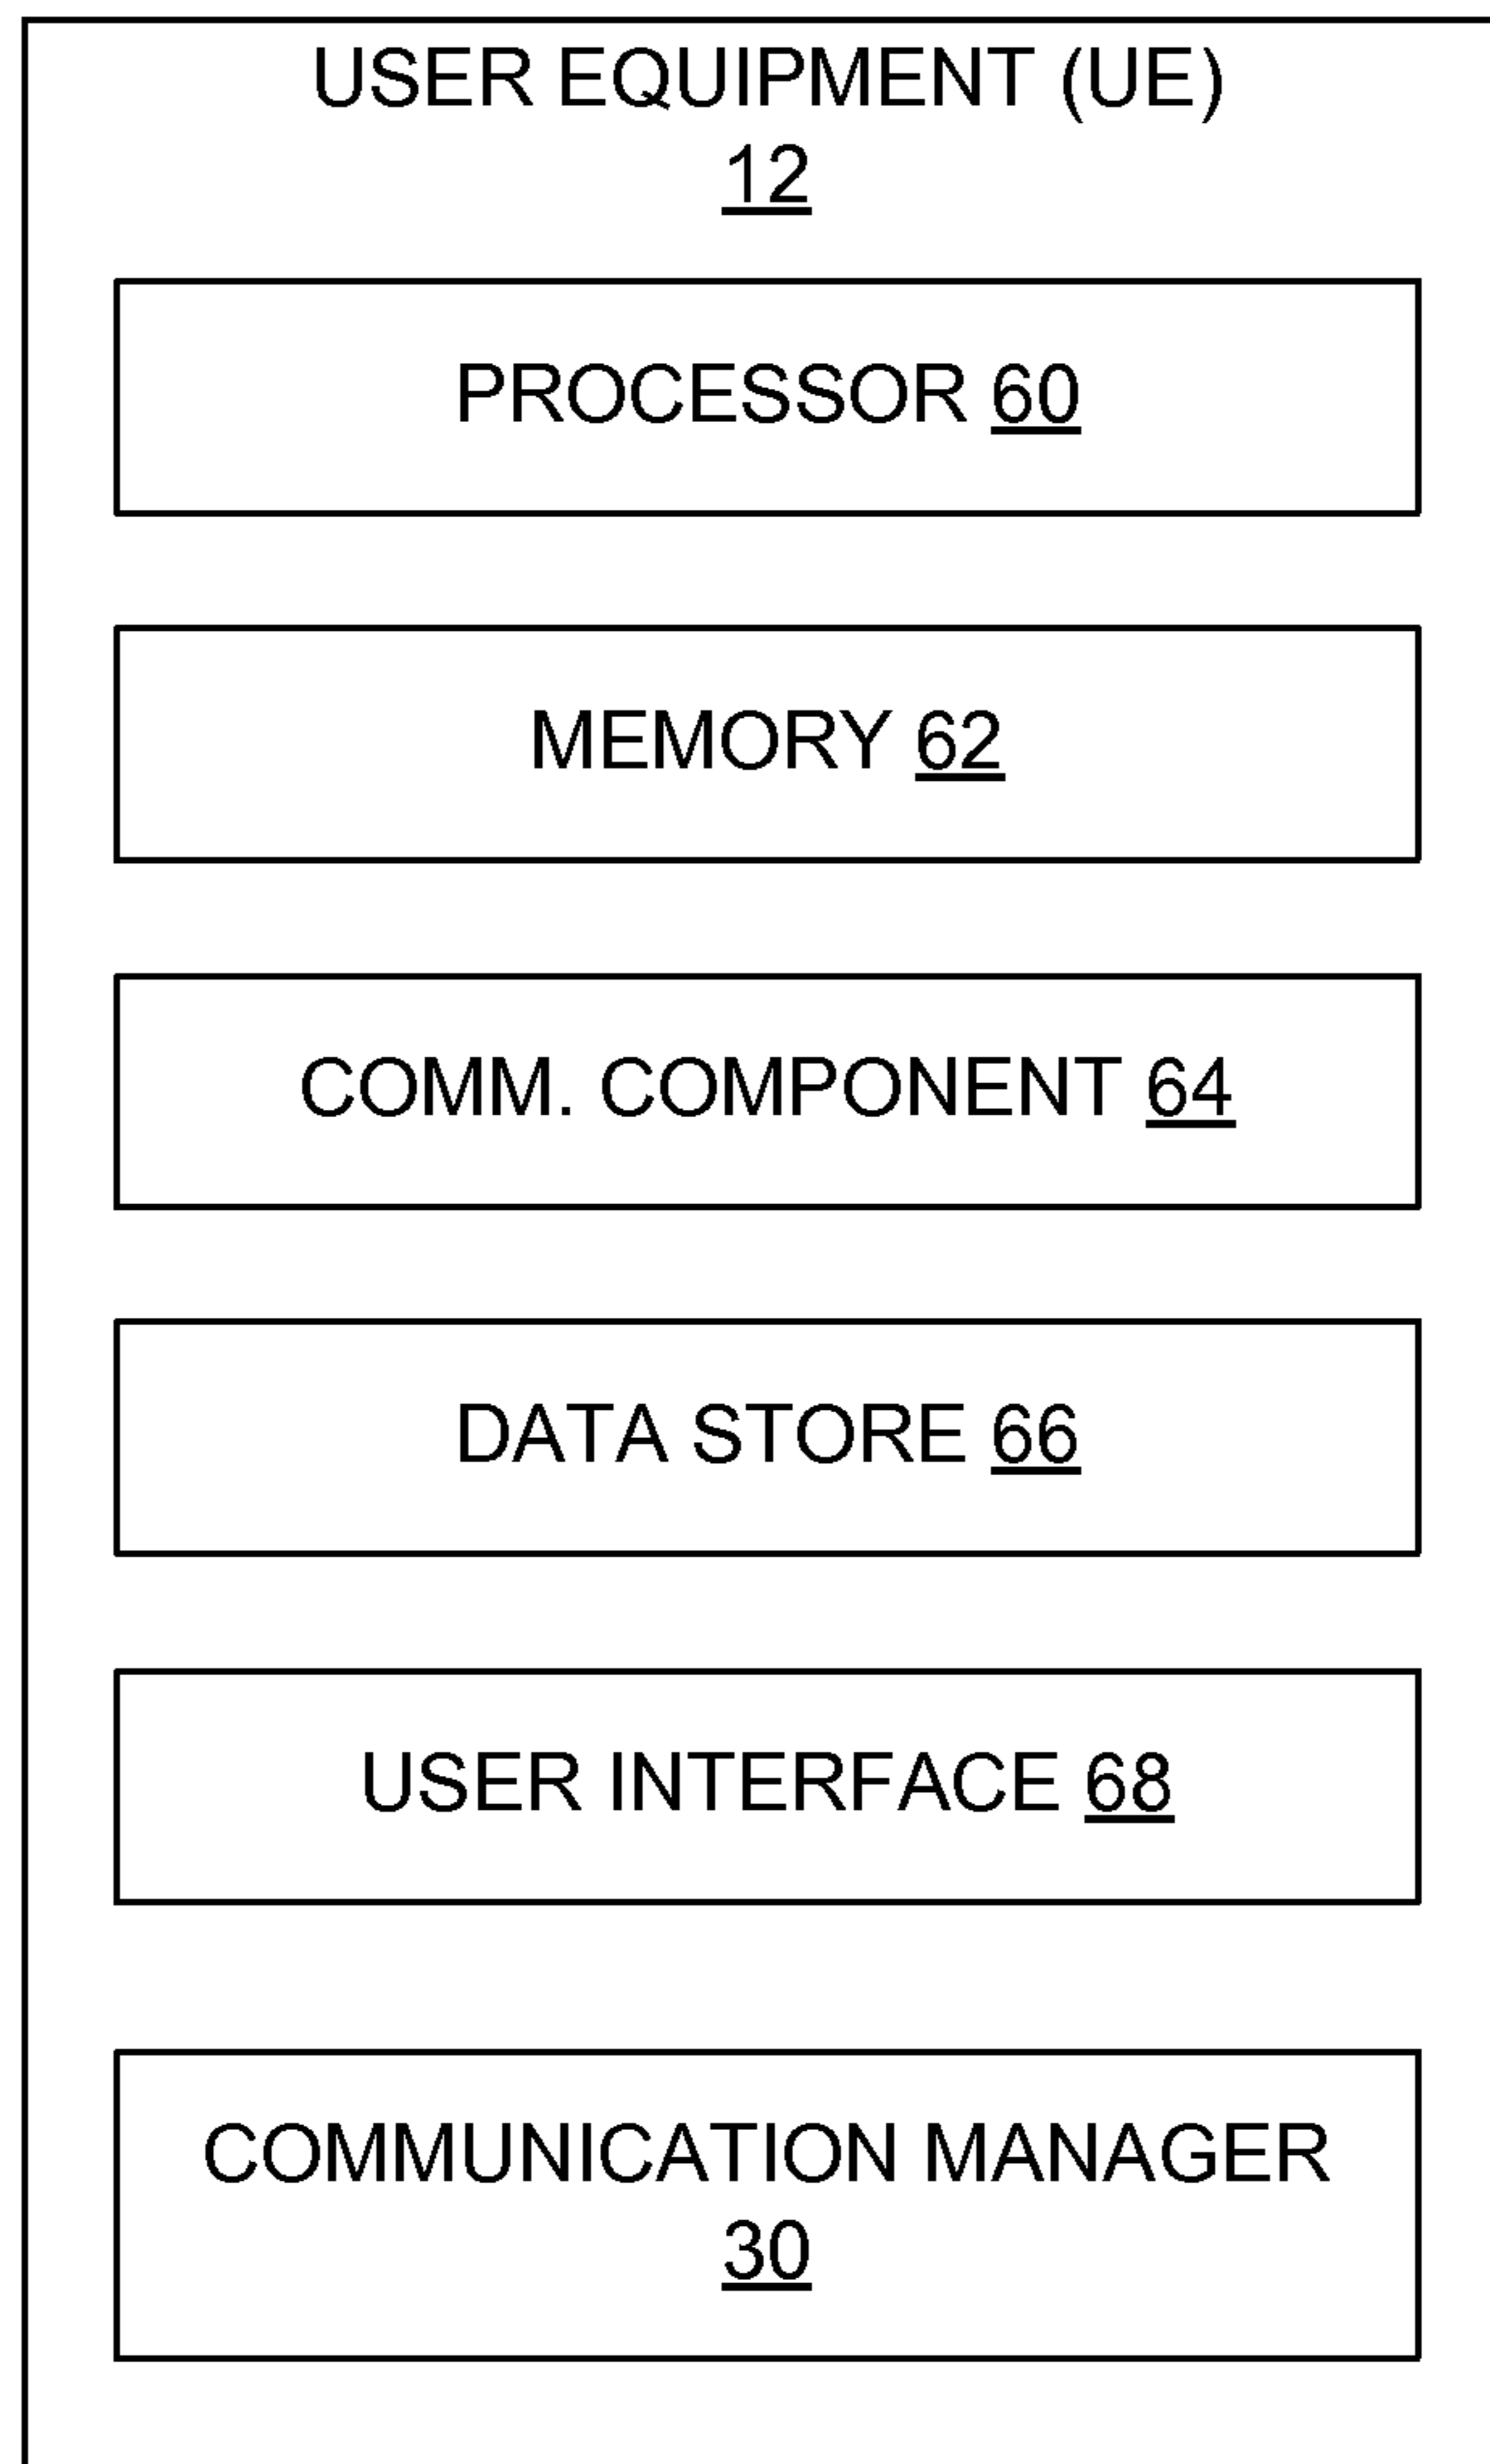 USER EQUIPMENT (UE)
12
PROCESSOR 60
MEMORY 62
COMM. COMPONENT 64
DATA STORE 66
USER INTERFACE 68
COMMUNICATION MANAGER
30